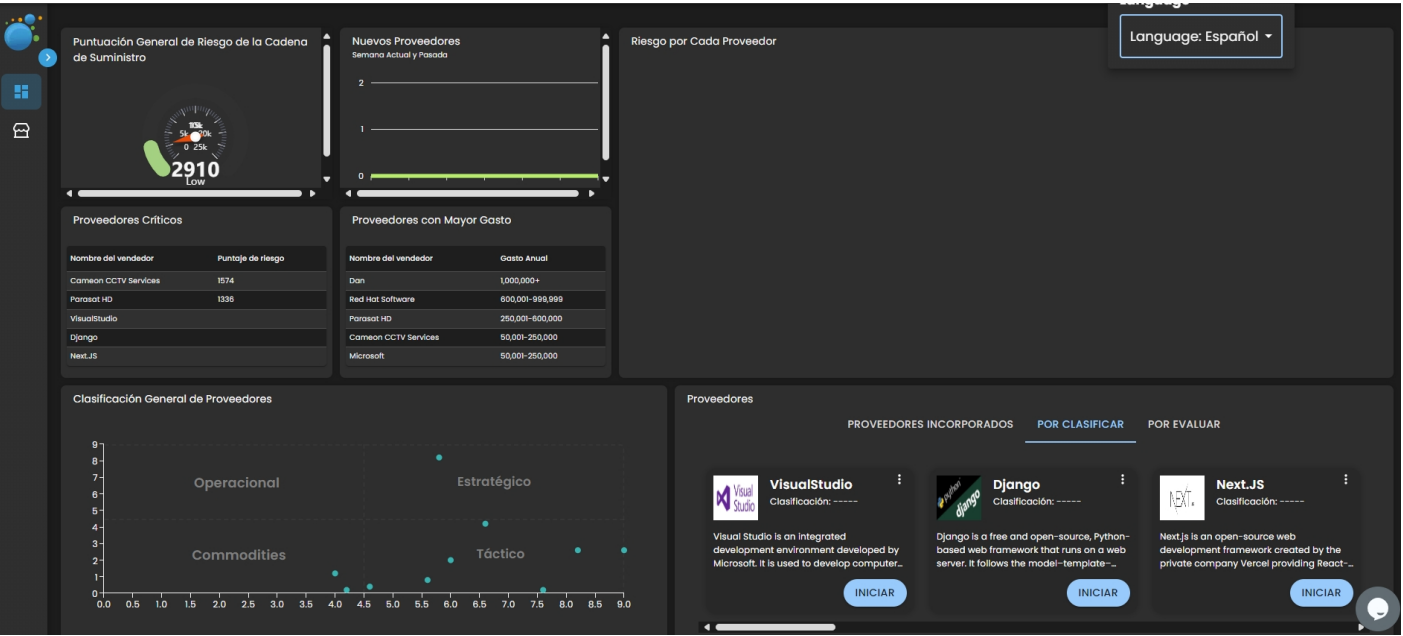 Language
Language: Español
Puntuación General de Riesgo de la Cadena
de Suministro
5k
20k
0 25k
2910
Low
Nuevos Proveedores
Semana Actual y Pasada
2
1
0
Riesgo por Cada Proveedor
Proveedores Críticos
Nombre del vendedor Puntaje de riesgo
Cameon CCTV Services 1574
Parasat HD 1336
VisualStudio
Django
Next.JS
Proveedores con Mayor Gasto
Nombre del vendedor Gasto Anual
Dan 1,000,000+
Red Hat Software 600,001-999,999
Parasat HD 250,001-600,000
Cameon CCTV Services 50,001-250,000
Microsoft 50,001-250,000
Clasificación General de Proveedores
9
8
7
6
5
4
3
2
1
0
Operacional
Estratégico
Commodities
Táctico
0.0 0.5 1.0 1.5 2.0 2.5 3.0 3.5 4.0 4.5 5.0 5.5 6.0 6.5 7.0 7.5 8.0 8.5 9.0
Proveedores
PROVEEDORES INCORPORADOS POR CLASIFICAR POR EVALUAR
Visual
Studio
VisualStudio
Clasificación: -----
Visual Studio is an integrated
development environment developed by
Microsoft. It is used to develop computer…
INICIAR
python
django
Django
Clasificación: -----
Django is a free and open-source, Python-
based web framework that runs on a web
server. It follows the model–template–…
INICIAR
NEXT.
Next.JS
Clasificación: -----
Next.js is an open-source web
development framework created by the
private company Vercel providing React-…
INICIAR